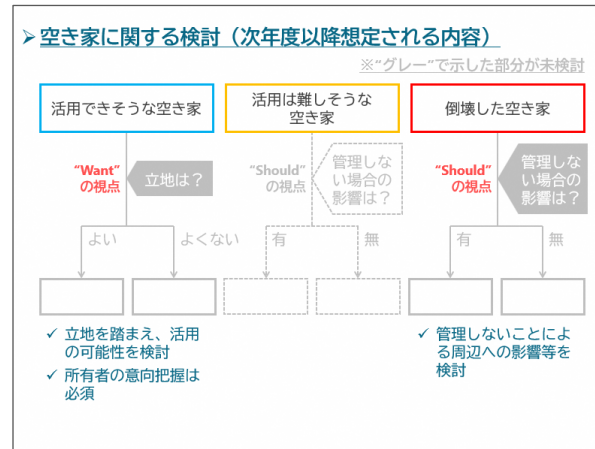 ➢ 空き家に関する検討（次年度以降想定される内容）
※”グレー”で示した部分が未検討
活用できそうな空き家
活用は難しそうな
空き家
倒壊した空き家
“Want”
の視点
立地は？
“Should”
の視点
管理しな
い場合の
影響は？
“Should”
の視点
管理しな
い場合の
影響は？
よい
よくない
有
無
有
無
✓ 立地を踏まえ、活用
の可能性を検討
✓ 所有者の意向把握は
必須
✓ 管理しないことによ
る周辺への影響等を
検討